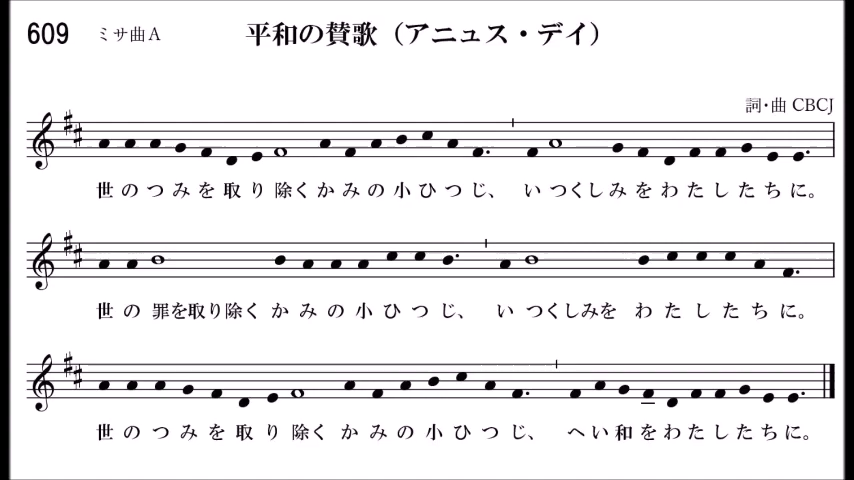 609 ミサ曲A 平和の賛歌（アニュス・デイ）
詞・曲 CBCJ
世のつみを取り除くかみの小ひつじ、いつくしみをわたしたちに。
世の罪を取り除くかみの小ひつじ、いつくしみをわたしたちに。
世のつみを取り除くかみの小ひつじ、へい和をわたしたちに。